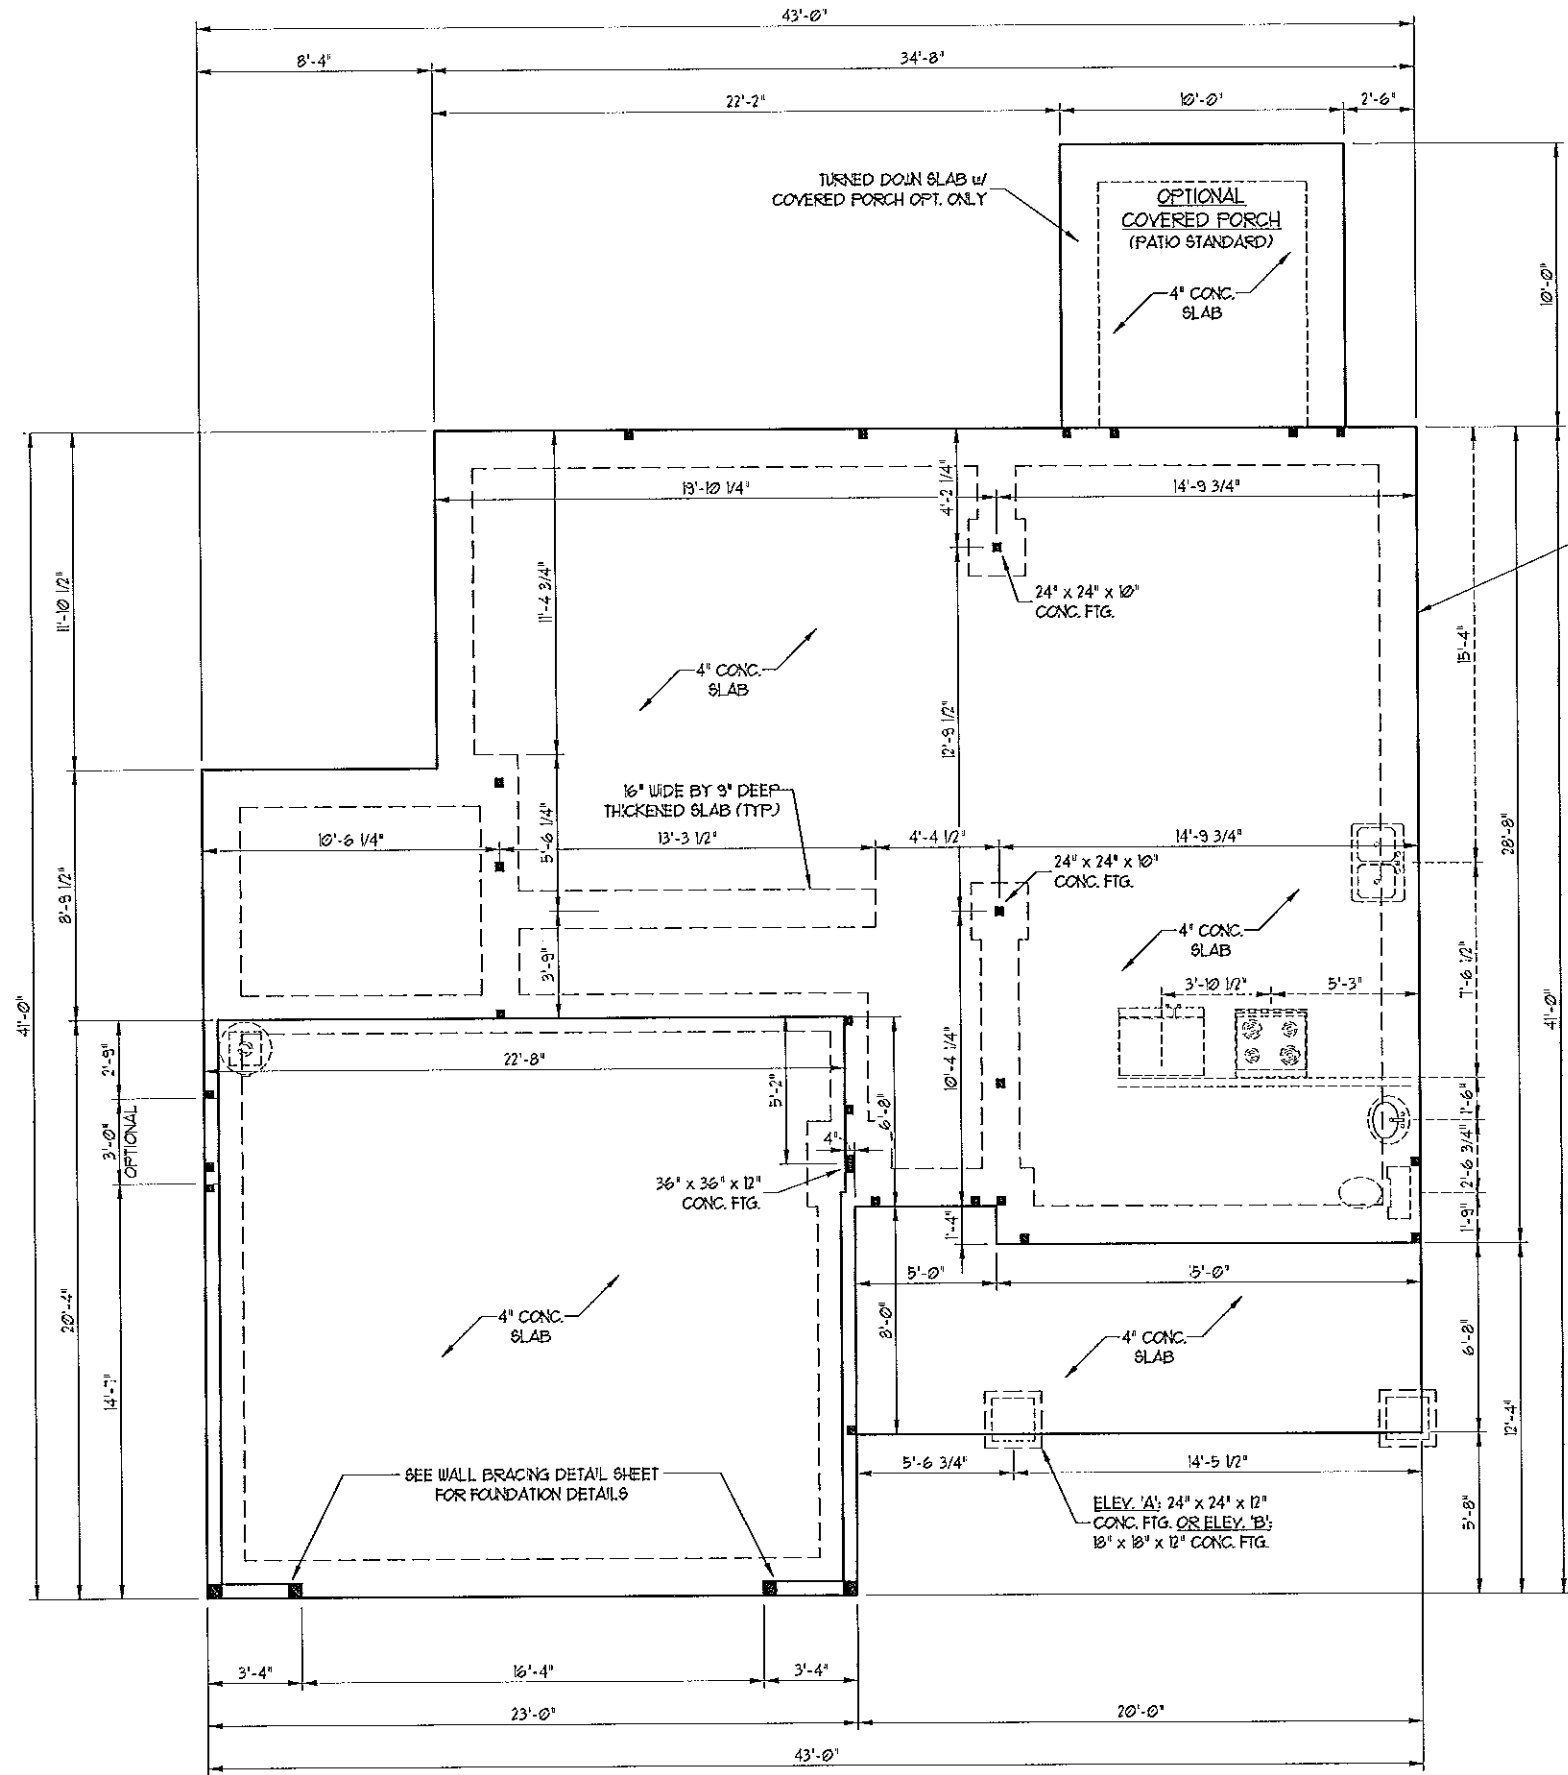 43'-0"
8'-4"
34'-8"
22'-2"
10'-0"
2'-6"
TURNED DOWN SLAB W/
COVERED PORCH OPT. ONLY
OPTIONAL
COVERED PORCH
(PATIO STANDARD)
4" CONC.
SLAB
10'-0"
19'-10 1/4"
4'-2 1/4"
14'-9 3/4"
24" x 24" x 10"
CONC. FTG.
11'-10 1/2"
11'-4 3/4"
4" CONC.
SLAB
15'-4"
12'-9 1/2"
16" WIDE BY 9" DEEP
THICKENED SLAB (TYP.)
10'-6 1/4"
5'-6 1/4"
13'-3 1/2"
4'-4 1/2"
14'-9 3/4"
28'-8"
24" x 24" x 10"
CONC. FTG.
8'-9 1/2"
3'-9"
4" CONC.
SLAB
7'-6 1/2"
3'-10 1/2"
5'-3"
41'-0"
41'-0"
2'-9"
22'-8"
5'-2"
10'-4 1/4"
6'-8"
1'-6"
3'-0"
OPTIONAL
4"
2'-6 3/4"
36" x 36" x 12"
CONC. FTG.
1'-9"
1'-4"
5'-0"
15'-0"
20'-4"
4" CONC.
SLAB
8'-0"
4" CONC.
SLAB
6'-8"
14'-7"
12'-4"
5'-6 3/4"
14'-5 1/2"
SEE WALL BRACING DETAIL SHEET
FOR FOUNDATION DETAILS
ELEV. 'A': 24" x 24" x 12"
CONC. FTG. OR ELEV. 'B':
18" x 18" x 12" CONC. FTG.
5'-8"
3'-4"
16'-4"
3'-4"
23'-0"
20'-0"
43'-0"